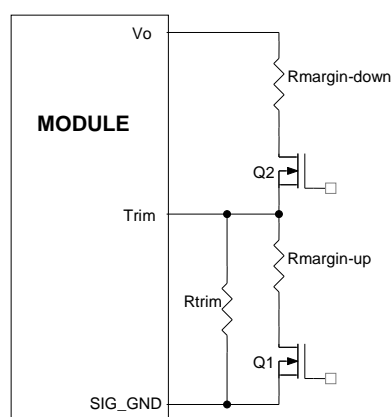 Vo
Rmargin-down
MODULE
Q2
Trim
Rmargin-up
Rtrim
Q1
SIG_GND